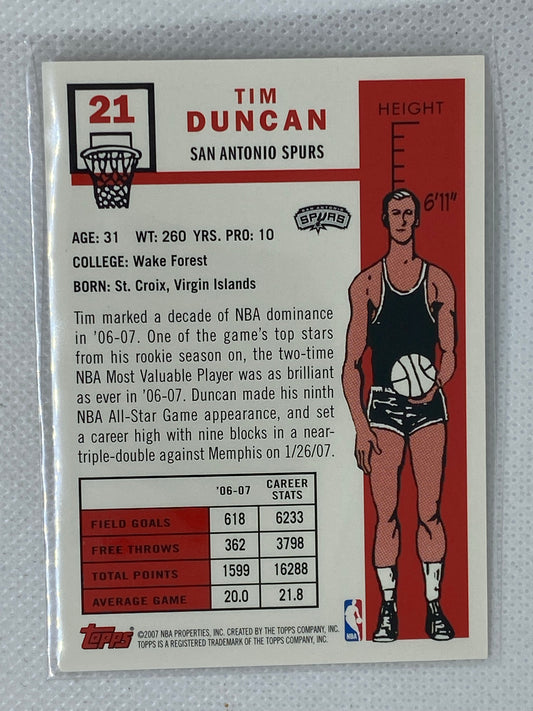 21
TIM
DUNCAN
SAN ANTONIO SPURS
HEIGHT
6'11"
SAN ANTONIO
SPURS
AGE: 31 WT: 260 YRS. PRO: 10
COLLEGE: Wake Forest
BORN: St. Croix, Virgin Islands
Tim marked a decade of NBA dominance
in '06-07. One of the game's top stars
from his rookie season on, the two-time
NBA Most Valuable Player was as brilliant
as ever in '06-07. Duncan made his ninth
NBA All-Star Game appearance, and set
a career high with nine blocks in a near-
triple-double against Memphis on 1/26/07.
'06-07 CAREER
STATS
FIELD GOALS 618 6233
FREE THROWS 362 3798
TOTAL POINTS 1599 16288
AVERAGE GAME 20.0 21.8
Topps
©2007 NBA PROPERTIES, INC. CREATED BY THE TOPPS COMPANY, INC.
TOPPS IS A REGISTERED TRADEMARK OF THE TOPPS COMPANY, INC.
NBA